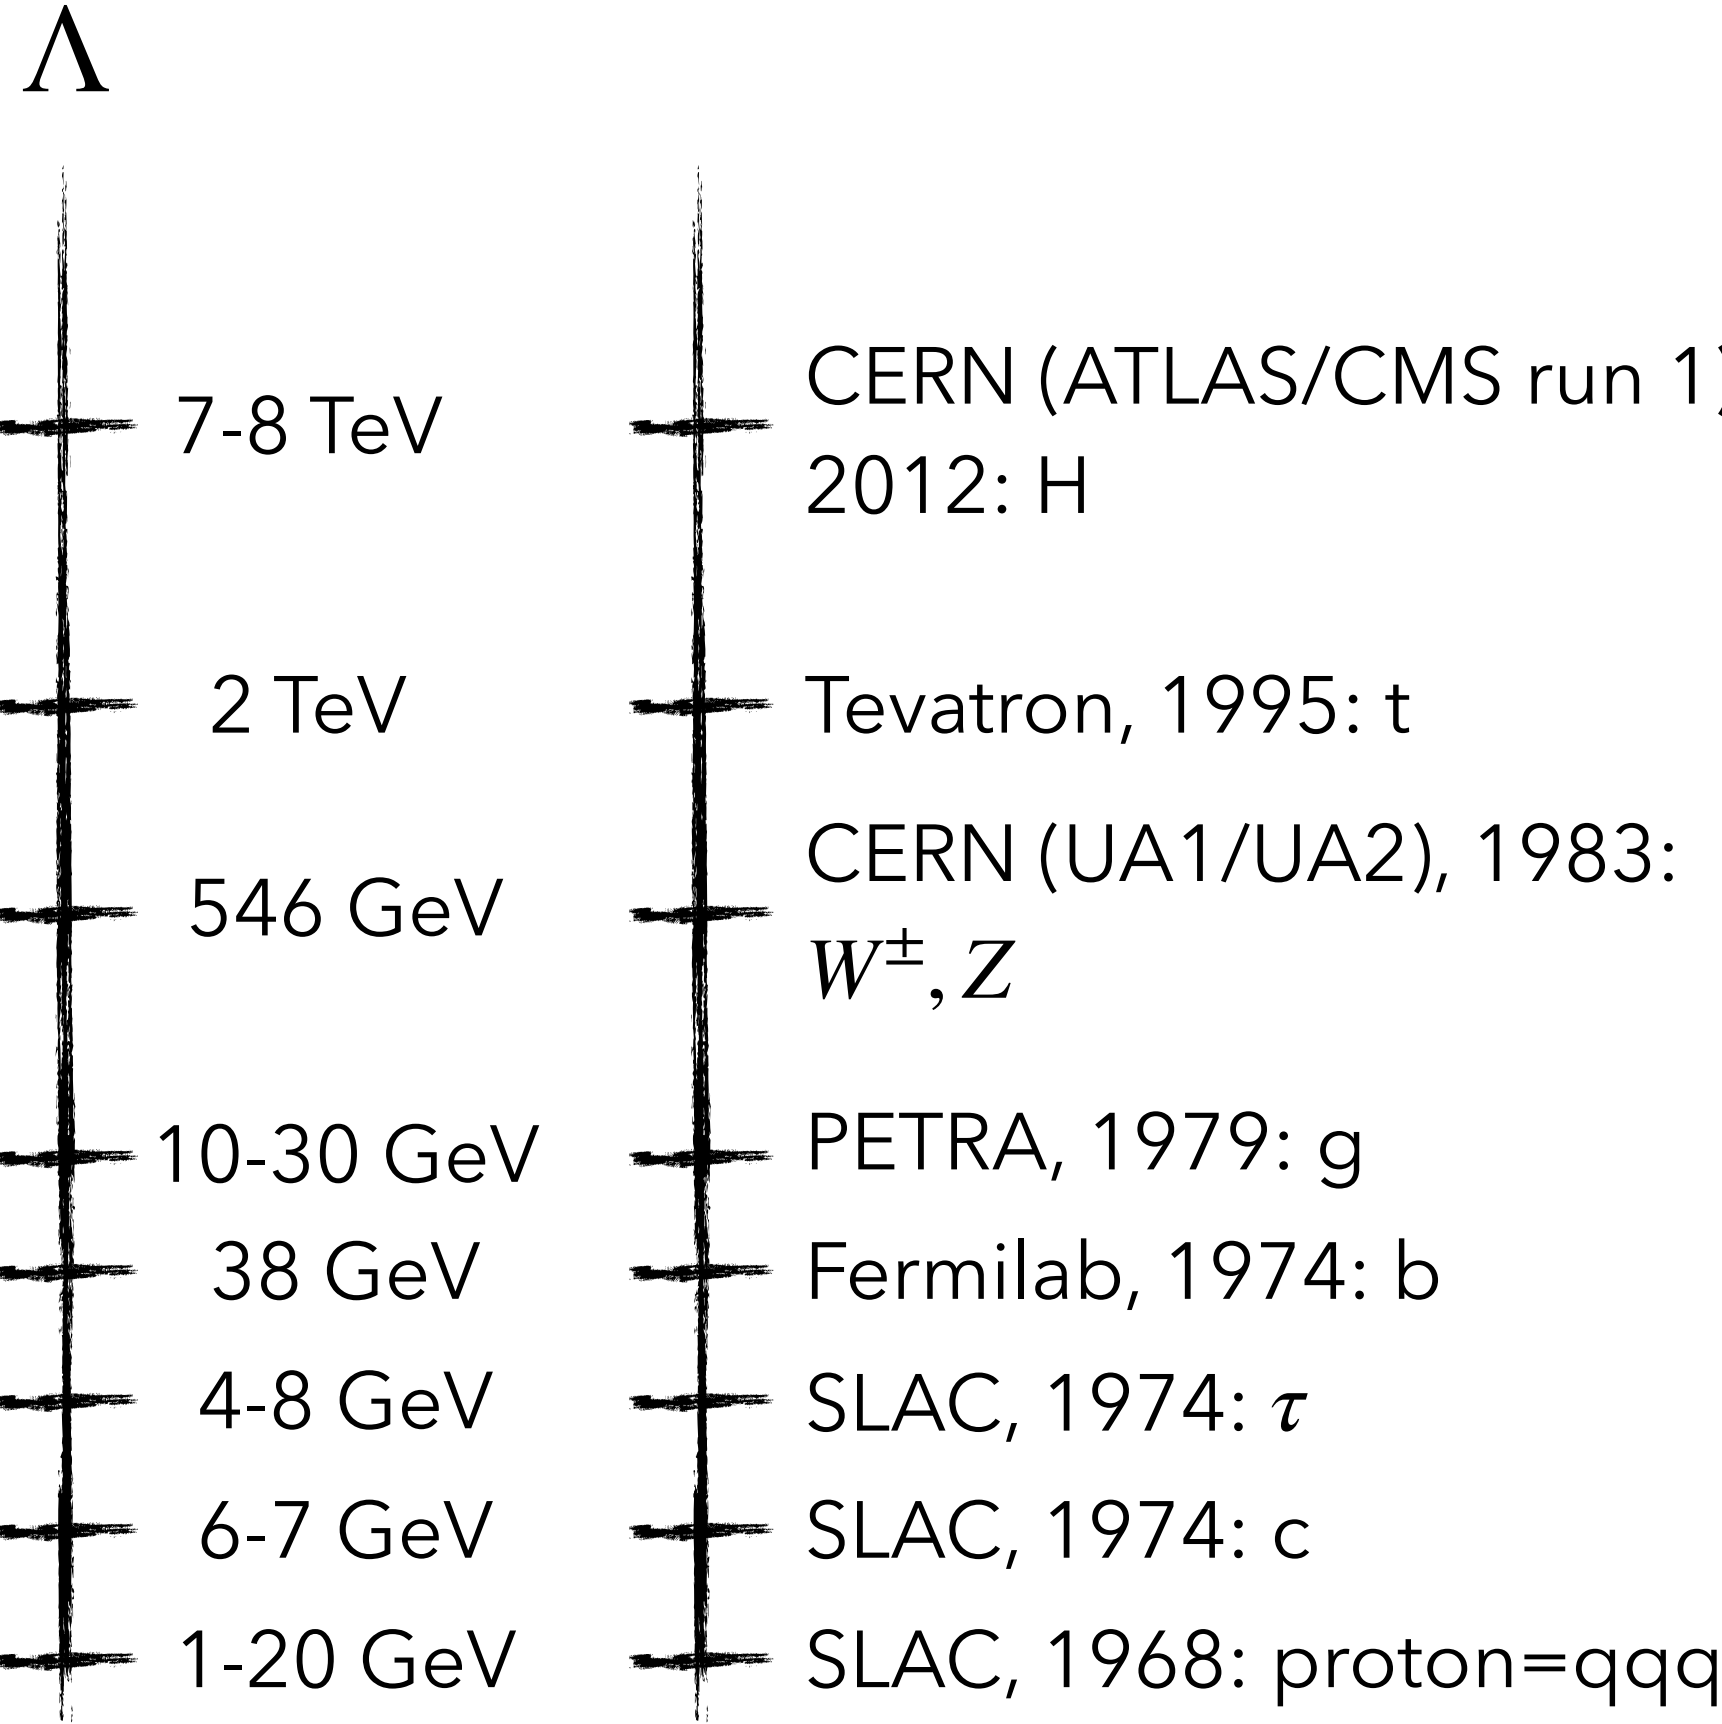 Λ
7-8 TeV
CERN (ATLAS/CMS run 1)
2012: H
2 TeV
Tevatron, 1995: t
546 GeV
CERN (UA1/UA2), 1983:
W±, Z
10-30 GeV
PETRA, 1979: g
38 GeV
Fermilab, 1974: b
4-8 GeV
SLAC, 1974: τ
6-7 GeV
SLAC, 1974: c
1-20 GeV
SLAC, 1968: proton=qqq